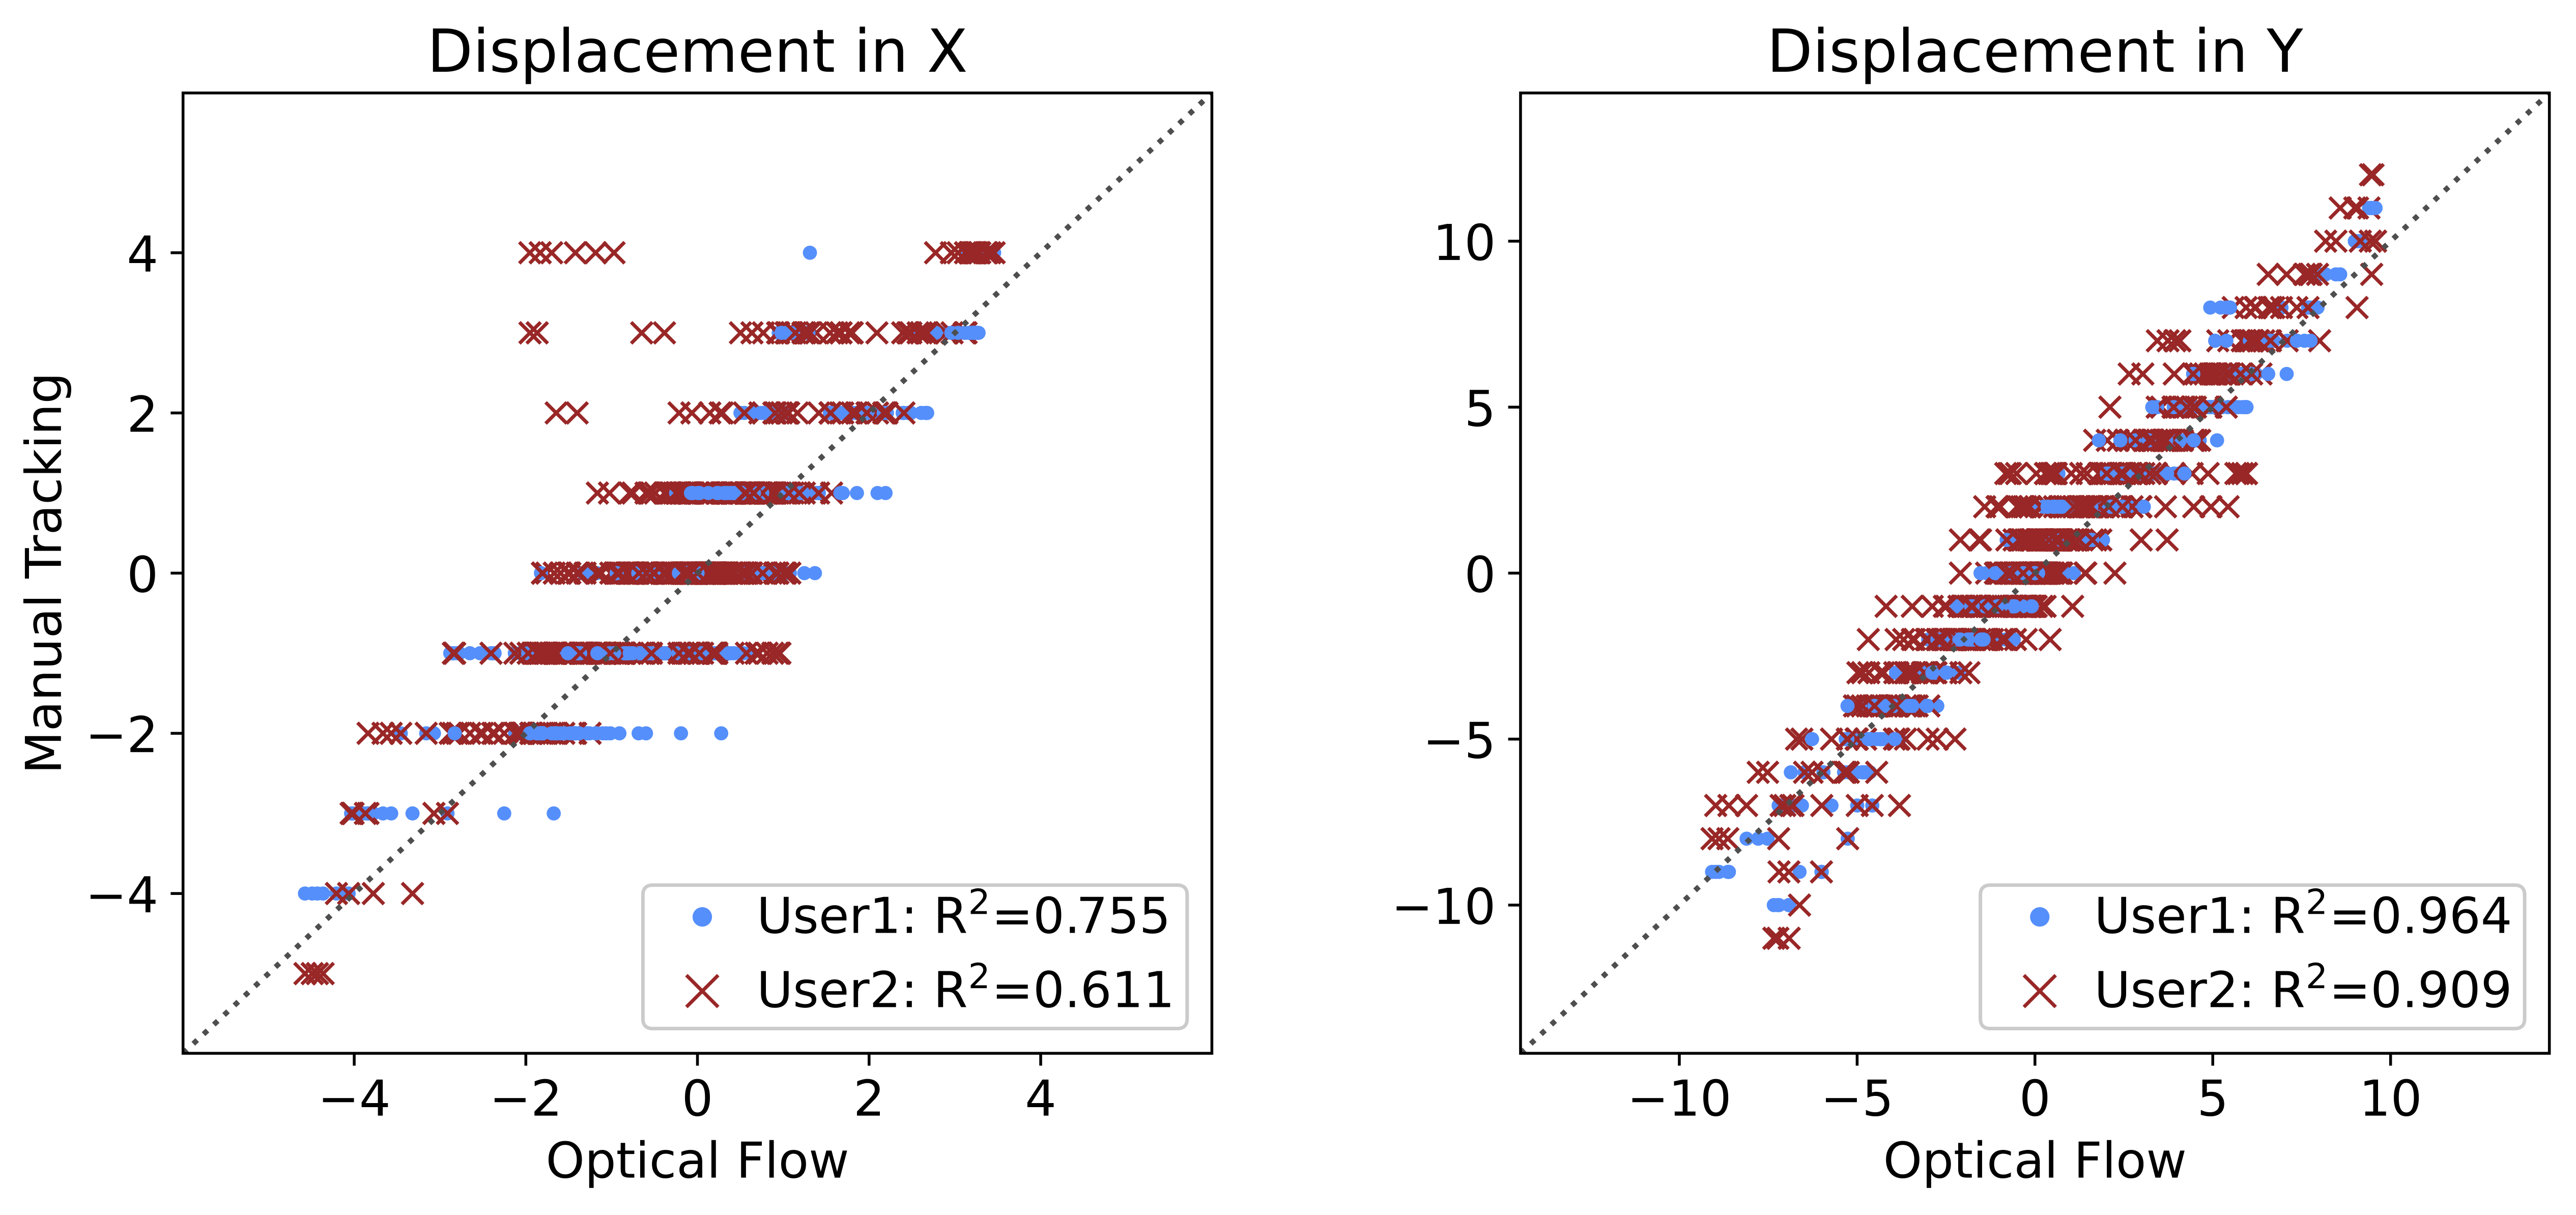 Displacement in X
Manual Tracking
4
2
0
−2
−4
−4 −2 0 2 4
Optical Flow
User1: R²=0.755
User2: R²=0.611
Displacement in Y
10
5
0
−5
−10
−10 −5 0 5 10
Optical Flow
User1: R²=0.964
User2: R²=0.909